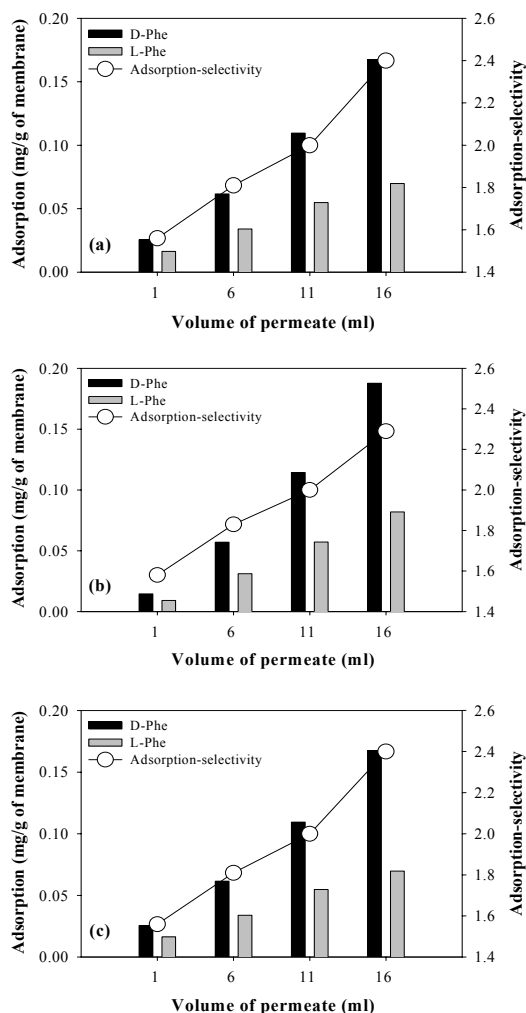 0.20
0.15
0.10
0.05
0.00
Adsorption (mg/g of membrane)
D-Phe
L-Phe
Adsorption-selectivity
(a)
2.6
2.4
2.2
2.0
1.8
1.6
1.4
Adsorption-selectivity
1 6 11 16
Volume of permeate (ml)
0.20
0.15
0.10
0.05
0.00
Adsorption (mg/g of membrane)
D-Phe
L-Phe
Adsorption-selectivity
(b)
2.6
2.4
2.2
2.0
1.8
1.6
1.4
Adsorption-selectivity
1 6 11 16
Volume of permeate (ml)
0.20
0.15
0.10
0.05
0.00
Adsorption (mg/g of membrane)
D-Phe
L-Phe
Adsorption-selectivity
(c)
2.6
2.4
2.2
2.0
1.8
1.6
1.4
Adsorption-selectivity
1 6 11 16
Volume of permeate (ml)